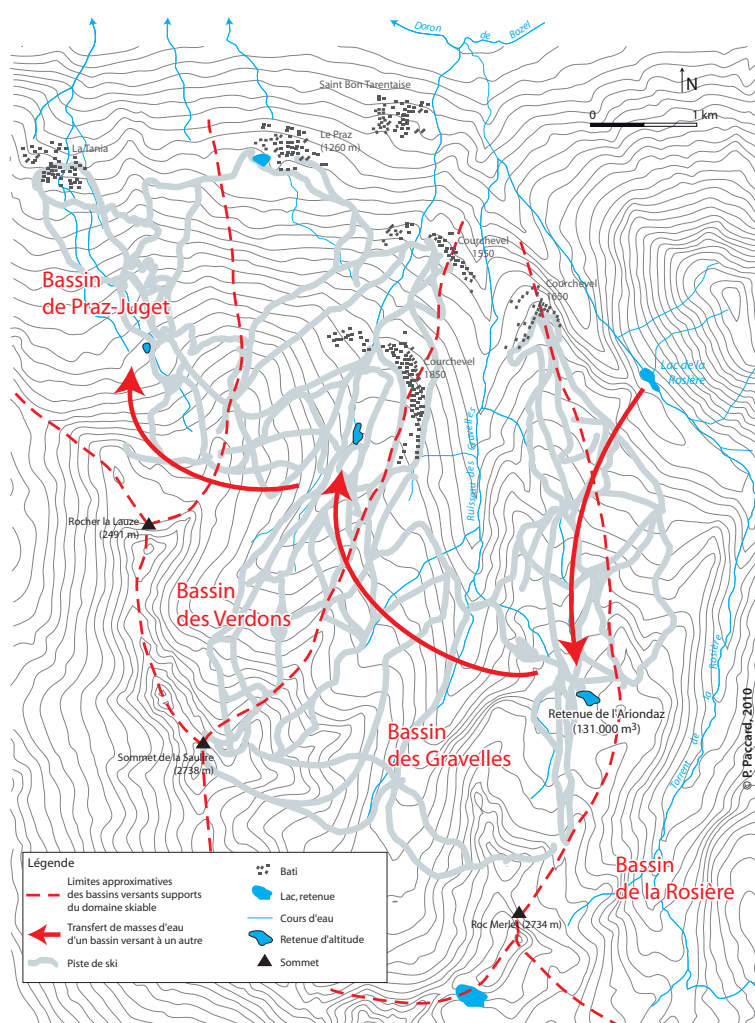 Doron de Bozel
Saint Bon Tarentaise
N
0 1 km
Le Praz
(1260 m)
La Tania
Courchevel
1550
Bassin
de Praz-Juget
Courchevel
1650
Courchevel
1850
Lac de la
Rosière
Ruisseau des Gravelles
Rocher la Lauze
(2491 m)
Bassin
des Verdons
Torrent de la Rosière
Retenue de l'Ariondaz
(131 000 m³)
Bassin
des Gravelles
Sommet de la Saulire
(2738 m)
© P. Paccard, 2010
Bassin
de la Rosière
Roc Merlet (2734 m)
Légende
Limites approximatives
des bassins versants supports
du domaine skiable
Transfert de masses d'eau
d'un bassin versant à un autre
Piste de ski
Bati
Lac, retenue
Cours d'eau
Retenue d'altitude
Sommet